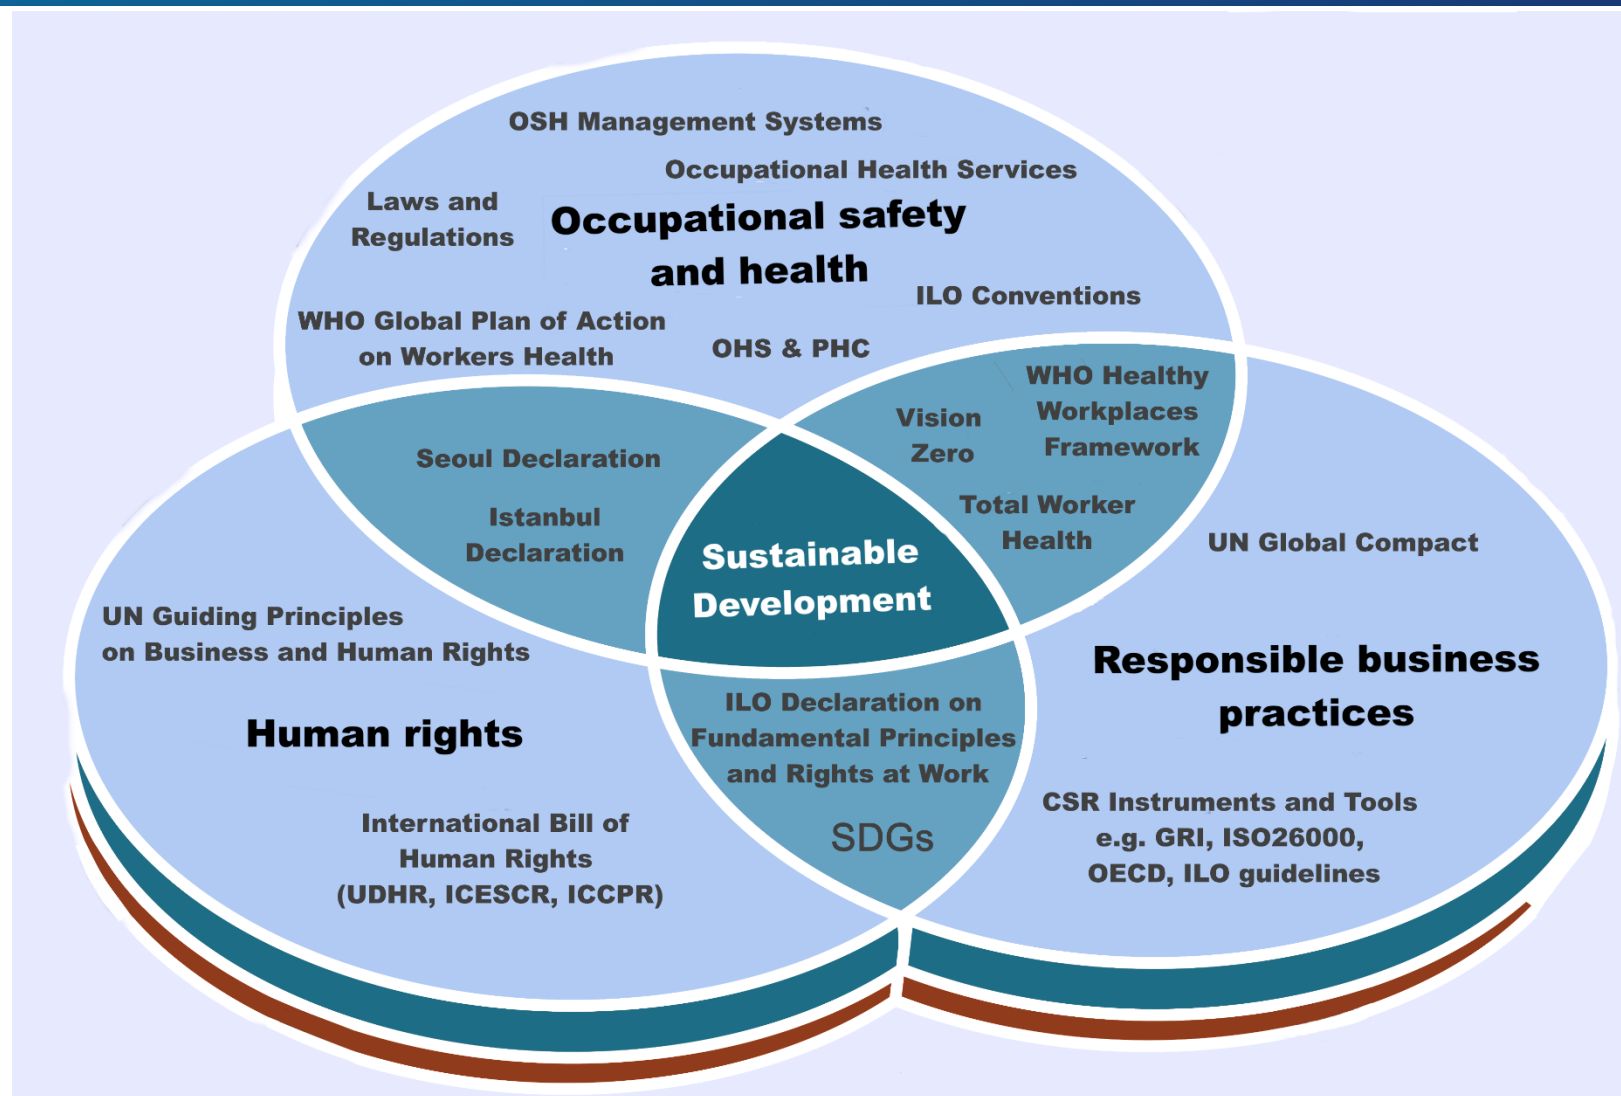 OSH Management Systems
Occupational Health Services
Laws and
Regulations
Occupational safety
and health
ILO Conventions
WHO Global Plan of Action
on Workers Health
OHS & PHC
WHO Healthy
Workplaces
Framework
Vision
Zero
Seoul Declaration
Istanbul
Declaration
Total Worker
Health
Sustainable
Development
UN Global Compact
UN Guiding Principles
on Business and Human Rights
Human rights
Responsible business
practices
ILO Declaration on
Fundamental Principles
and Rights at Work
SDGs
International Bill of
Human Rights
(UDHR, ICESCR, ICCPR)
CSR Instruments and Tools
e.g. GRI, ISO26000,
OECD, ILO guidelines